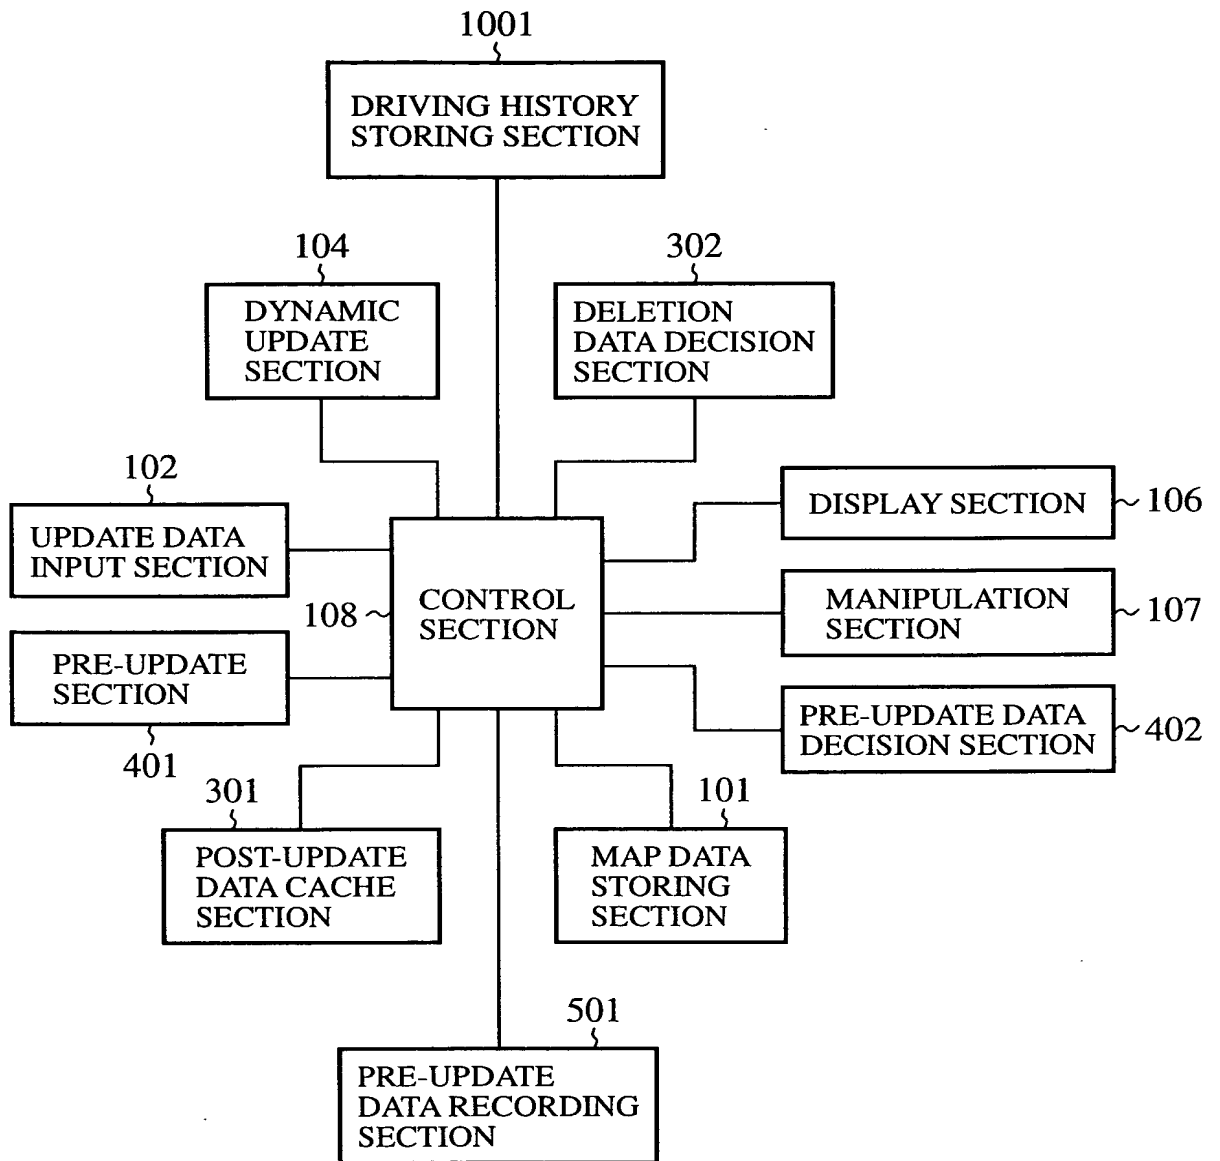 1001
DRIVING HISTORY
STORING SECTION
104
DYNAMIC
UPDATE
SECTION
302
DELETION
DATA DECISION
SECTION
102
UPDATE DATA
INPUT SECTION
DISPLAY SECTION
106
108
CONTROL
SECTION
MANIPULATION
SECTION
107
PRE-UPDATE
SECTION
401
PRE-UPDATE DATA
DECISION SECTION
402
301
POST-UPDATE
DATA CACHE
SECTION
101
MAP DATA
STORING
SECTION
501
PRE-UPDATE
DATA RECORDING
SECTION